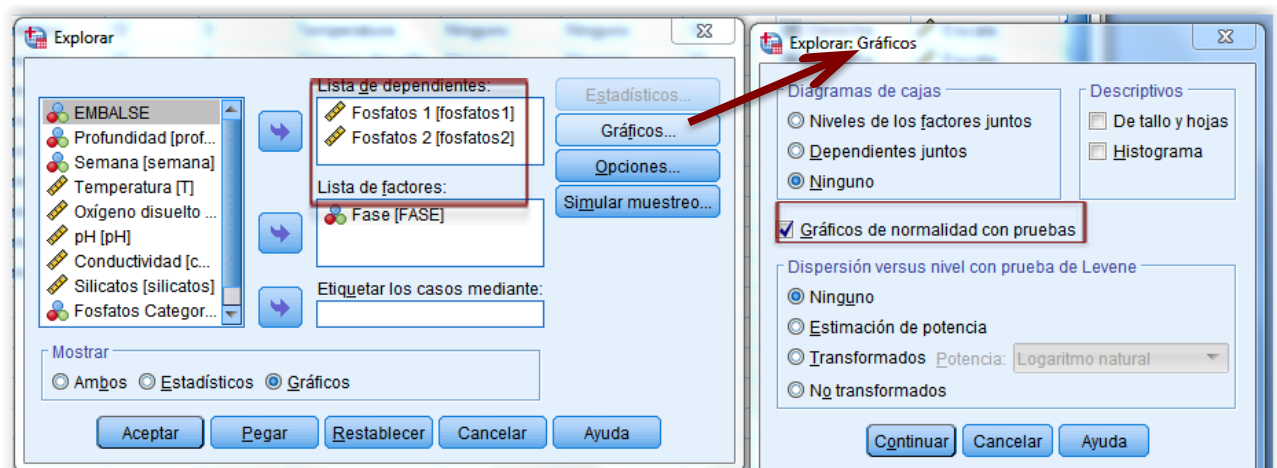 Explorar
EMBALSE
Profundidad [prof...
Semana [semana]
Temperatura [T]
Oxígeno disuelto ...
pH [pH]
Conductividad [c...
Silicatos [silicatos]
Fosfatos Categor...
Lista de dependientes:
Fosfatos 1 [fosfatos1]
Fosfatos 2 [fosfatos2]
Lista de factores:
Fase [FASE]
Etiquetar los casos mediante:
Estadísticos...
Gráficos...
Opciones...
Simular muestreo...
Mostrar
Ambos Estadísticos Gráficos
Aceptar Pegar Restablecer Cancelar Ayuda
Explorar: Gráficos
Diagramas de cajas
Niveles de los factores juntos
Dependientes juntos
Ninguno
Descriptivos
De tallo y hojas
Histograma
Gráficos de normalidad con pruebas
Dispersión versus nivel con prueba de Levene
Ninguno
Estimación de potencia
Transformados Potencia: Logaritmo natural
No transformados
Continuar Cancelar Ayuda